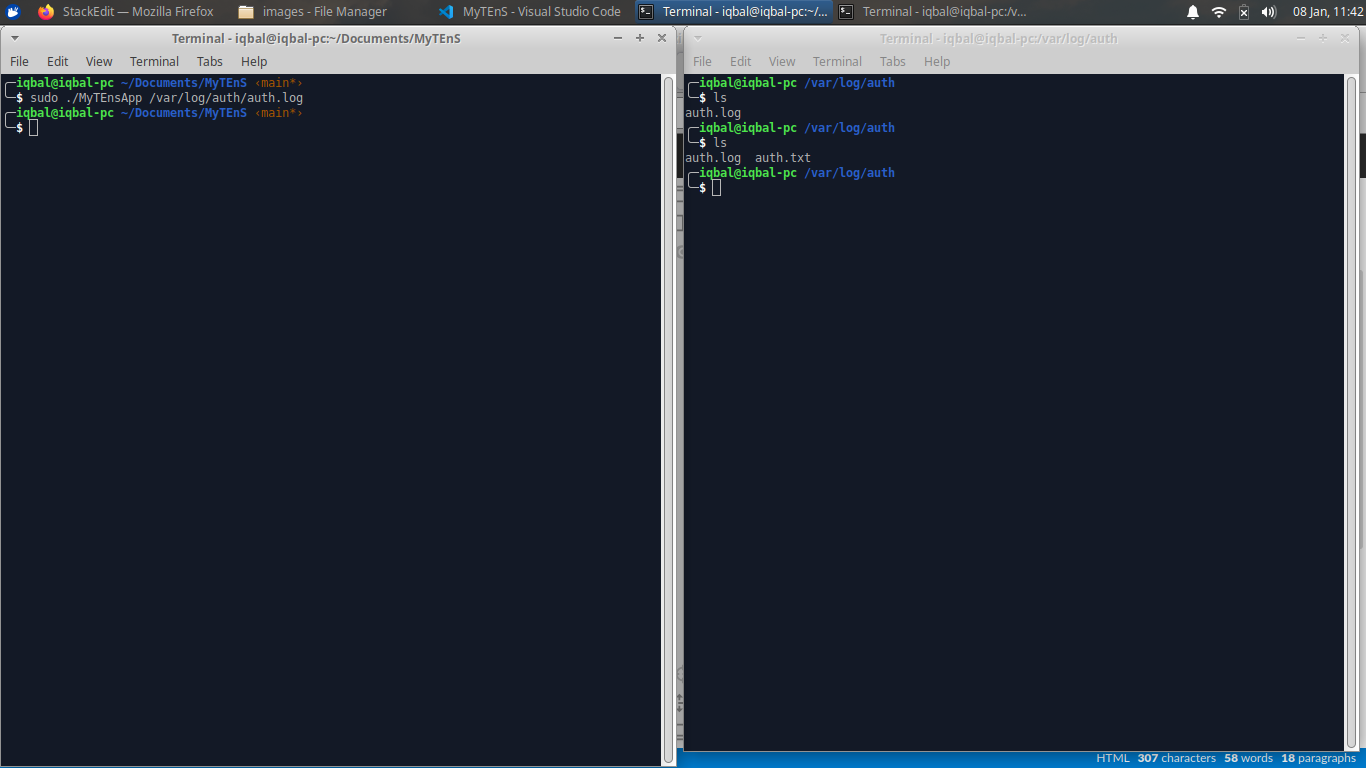 StackEdit — Mozilla Firefox images - File Manager MyTEnS - Visual Studio Code Terminal - iqbal@iqbal-pc:~/... Terminal - iqbal@iqbal-pc:/v... 08 Jan, 11:42
Terminal - iqbal@iqbal-pc:~/Documents/MyTEnS
File Edit View Terminal Tabs Help
iqbal@iqbal-pc ~/Documents/MyTEnS ‹main*›
$ sudo ./MyTEnsApp /var/log/auth/auth.log
iqbal@iqbal-pc ~/Documents/MyTEnS ‹main*›
$
Terminal - iqbal@iqbal-pc:/var/log/auth
File Edit View Terminal Tabs Help
iqbal@iqbal-pc /var/log/auth
$ ls
auth.log
iqbal@iqbal-pc /var/log/auth
$ ls
auth.log auth.txt
iqbal@iqbal-pc /var/log/auth
$
HTML 307 characters 58 words 18 paragraphs